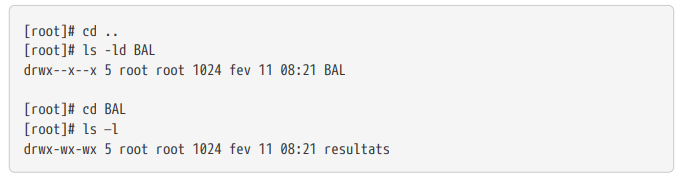 [root]# cd ..
[root]# ls -ld BAL
drwx--x--x 5 root root 1024 fev 11 08:21 BAL
[root]# cd BAL
[root]# ls –l
drwx-wx-wx 5 root root 1024 fev 11 08:21 resultats